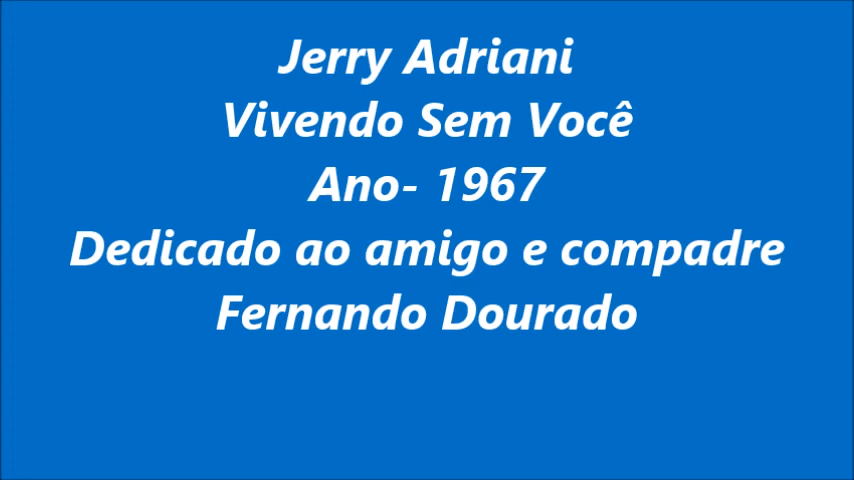 Jerry Adriani
Vivendo Sem Você
Ano- 1967
Dedicado ao amigo e compadre
Fernando Dourado